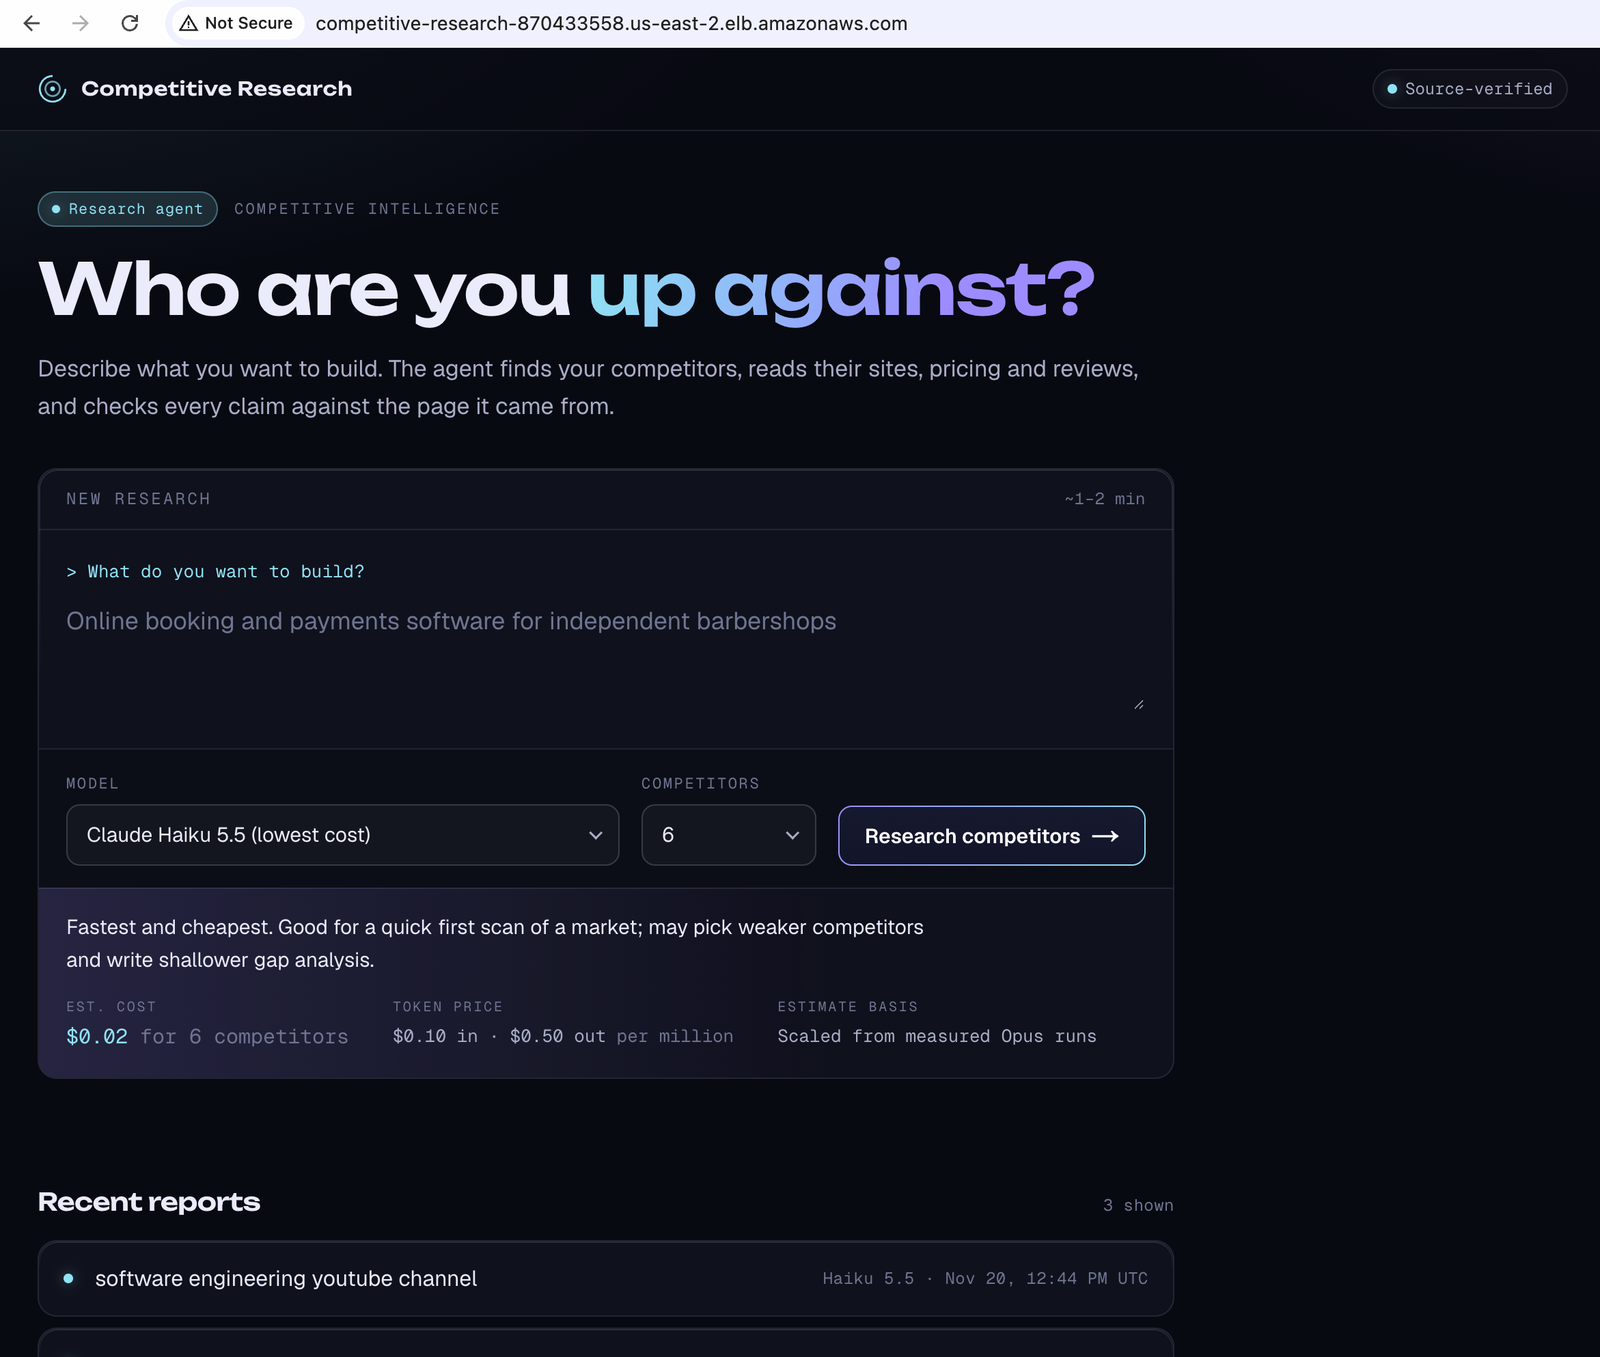 Not Secure competitive-research-870433558.us-east-2.elb.amazonaws.com
Competitive Research
Source-verified
Research agent
COMPETITIVE INTELLIGENCE
Who are you up against?
Describe what you want to build. The agent finds your competitors, reads their sites, pricing and reviews,
and checks every claim against the page it came from.
NEW RESEARCH
~1–2 min
> What do you want to build?
Online booking and payments software for independent barbershops
MODEL
COMPETITORS
Claude Haiku 5.5 (lowest cost)
6
Research competitors →
Fastest and cheapest. Good for a quick first scan of a market; may pick weaker competitors
and write shallower gap analysis.
EST. COST
TOKEN PRICE
ESTIMATE BASIS
$0.02 for 6 competitors
$0.10 in · $0.50 out per million
Scaled from measured Opus runs
Recent reports
3 shown
software engineering youtube channel
Haiku 5.5 · Nov 20, 12:44 PM UTC